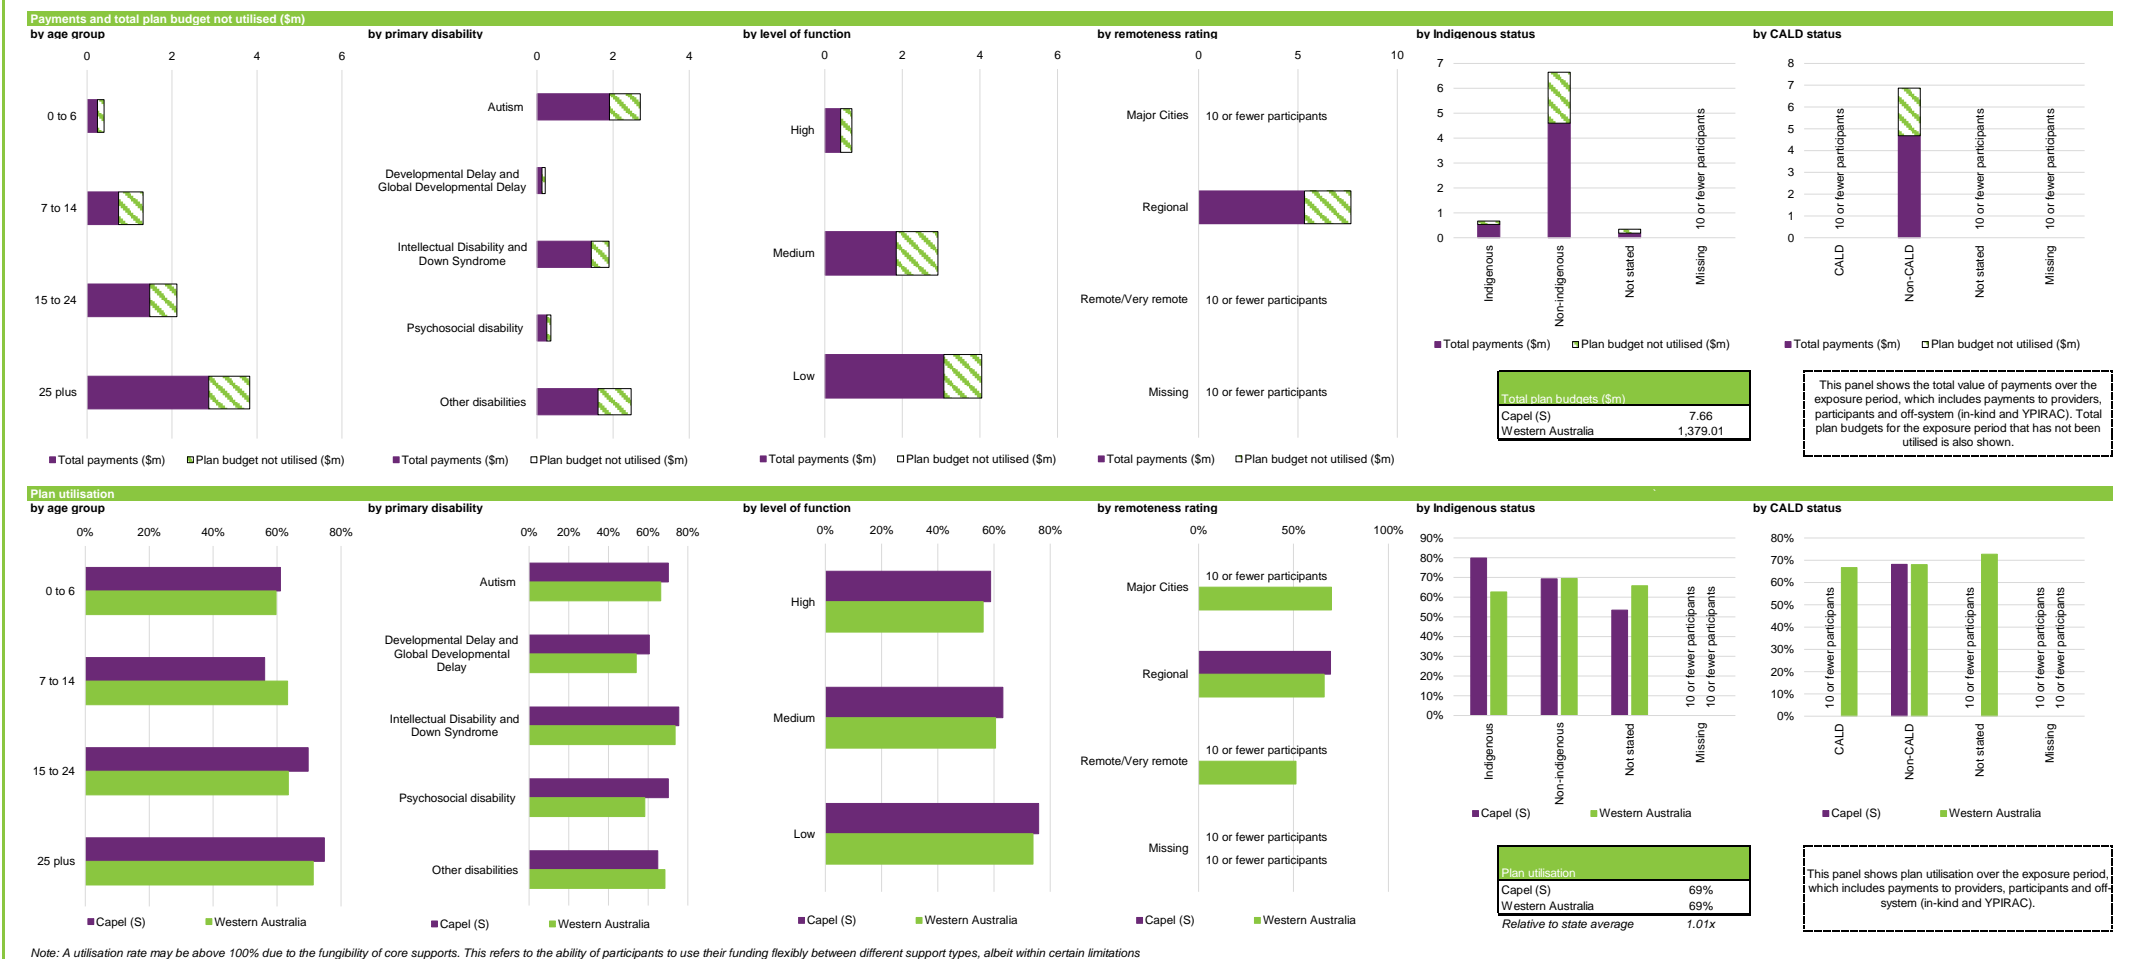 Payments and total plan budget not utilised ($m)
by age group
0 2 4 6
0 to 6
7 to 14
15 to 24
25 plus
Total payments ($m) Plan budget not utilised ($m)
by primary disability
0 2 4
Autism
Developmental Delay and
Global Developmental Delay
Intellectual Disability and
Down Syndrome
Psychosocial disability
Other disabilities
Total payments ($m) Plan budget not utilised ($m)
by level of function
0 2 4 6
High
Medium
Low
Total payments ($m) Plan budget not utilised ($m)
by remoteness rating
0 5 10
Major Cities 10 or fewer participants
Regional
Remote/Very remote 10 or fewer participants
Missing 10 or fewer participants
Total payments ($m) Plan budget not utilised ($m)
by Indigenous status
7
6
5
4
3
2
1
0
10 or fewer participants
Indigenous
Non-indigenous
Not stated
Missing
Total payments ($m) Plan budget not utilised ($m)
by CALD status
8
7
6
5
4
3
2
1
0
10 or fewer participants
10 or fewer participants
10 or fewer participants
CALD
Non-CALD
Not stated
Missing
Total payments ($m) Plan budget not utilised ($m)
Total plan budgets ($m)
Capel (S) 7.66
Western Australia 1,379.01
This panel shows the total value of payments over the
exposure period, which includes payments to providers,
participants and off-system (in-kind and YPIRAC). Total
plan budgets for the exposure period that has not been
utilised is also shown.
Plan utilisation
by age group
0% 20% 40% 60% 80%
0 to 6
7 to 14
15 to 24
25 plus
Capel (S) Western Australia
by primary disability
0% 20% 40% 60% 80%
Autism
Developmental Delay and
Global Developmental
Delay
Intellectual Disability and
Down Syndrome
Psychosocial disability
Other disabilities
Capel (S) Western Australia
by level of function
0% 20% 40% 60% 80%
High
Medium
Low
Capel (S) Western Australia
by remoteness rating
0% 50% 100%
10 or fewer participants
Major Cities
Regional
10 or fewer participants
Remote/Very remote
10 or fewer participants
Missing
10 or fewer participants
Capel (S) Western Australia
by Indigenous status
90%
80%
70%
60%
50%
40%
30%
20%
10%
0%
10 or fewer participants
10 or fewer participants
Indigenous
Non-indigenous
Not stated
Missing
Capel (S) Western Australia
by CALD status
80%
70%
60%
50%
40%
30%
20%
10%
0%
10 or fewer participants
10 or fewer participants
10 or fewer participants
10 or fewer participants
CALD
Non-CALD
Not stated
Missing
Capel (S) Western Australia
Plan utilisation
Capel (S) 69%
Western Australia 69%
Relative to state average 1.01x
This panel shows plan utilisation over the exposure period,
which includes payments to providers, participants and off-
system (in-kind and YPIRAC).
Note: A utilisation rate may be above 100% due to the fungibility of core supports. This refers to the ability of participants to use their funding flexibly between different support types, albeit within certain limitations